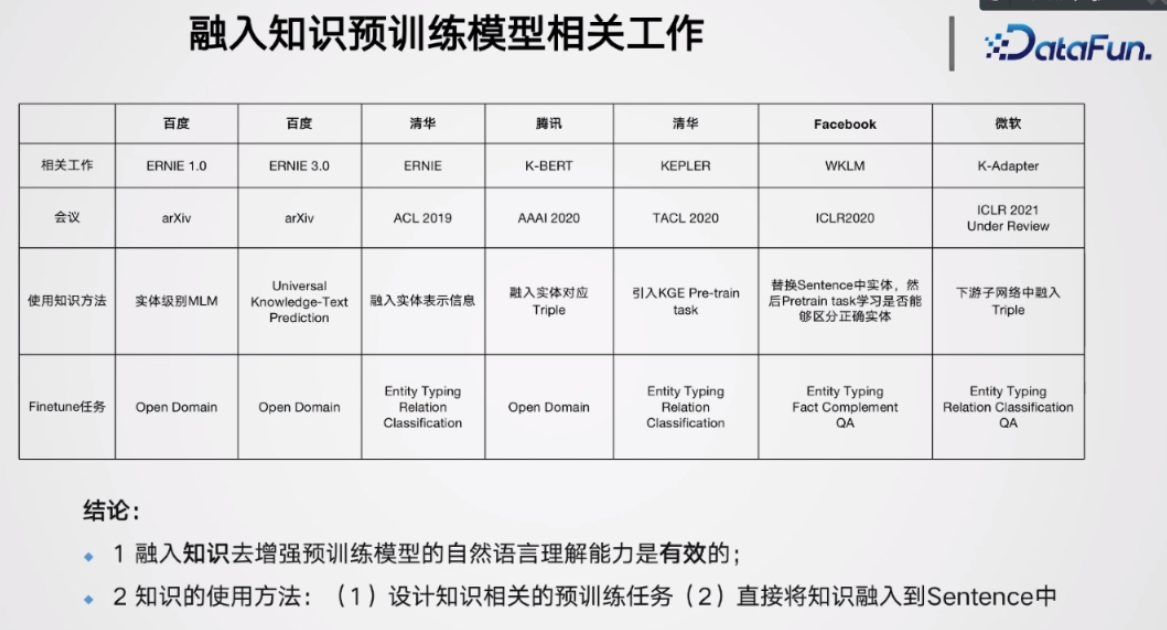 融入知识预训练模型相关工作
DataFun.
百度 百度 清华 腾讯 清华 Facebook 微软
相关工作 ERNIE 1.0 ERNIE 3.0 ERNIE K-BERT KEPLER WKLM K-Adapter
会议 arXiv arXiv ACL 2019 AAAI 2020 TACL 2020 ICLR2020 ICLR 2021
Under Review
使用知识方法 实体级别MLM Universal
Knowledge-Text
Prediction
融入实体表示信息
融入实体对应
Triple
引入KGE Pre-train
task
替换Sentence中实体，然
后Pretrain task学习是否能
够区分正确实体
下游子网络中融入
Triple
Finetune任务 Open Domain Open Domain
Entity Typing
Relation
Classification
Open Domain
Entity Typing
Relation
Classification
Entity Typing
Fact Complement
QA
Entity Typing
Relation Classification
QA
结论：
1 融入知识去增强预训练模型的自然语言理解能力是有效的；
2 知识的使用方法：（1）设计知识相关的预训练任务（2）直接将知识融入到Sentence中